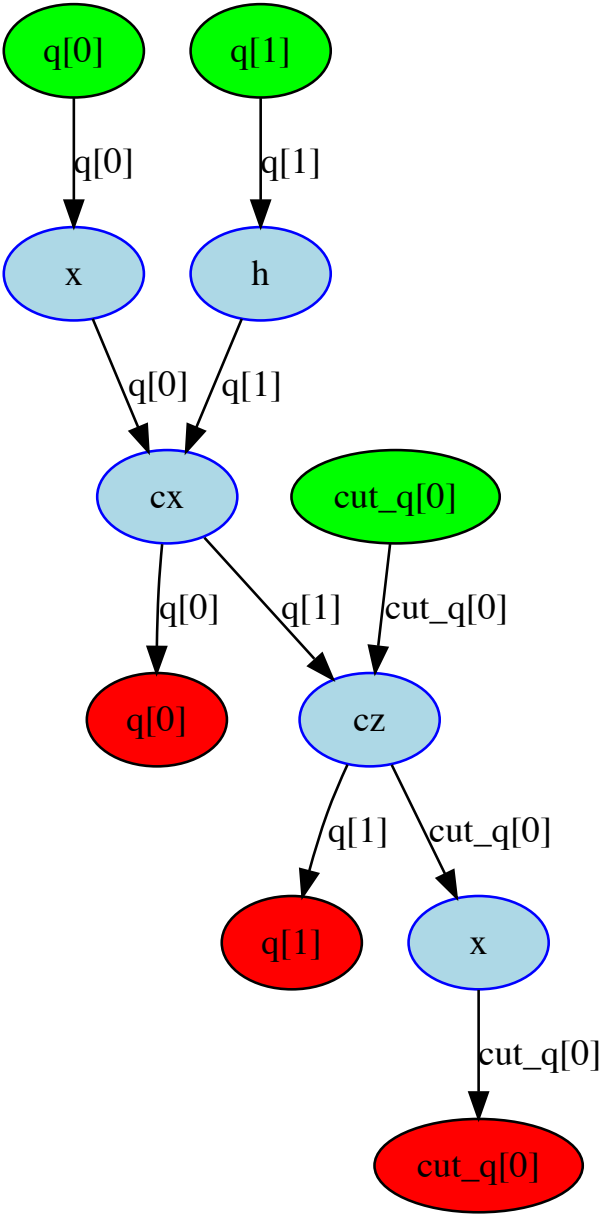 q[0] q[1]
q[0] q[1]
x h
q[0] q[1]
cx cut_q[0]
q[0] q[1] cut_q[0]
q[0] cz
q[1] cut_q[0]
q[1] x
cut_q[0]
cut_q[0]